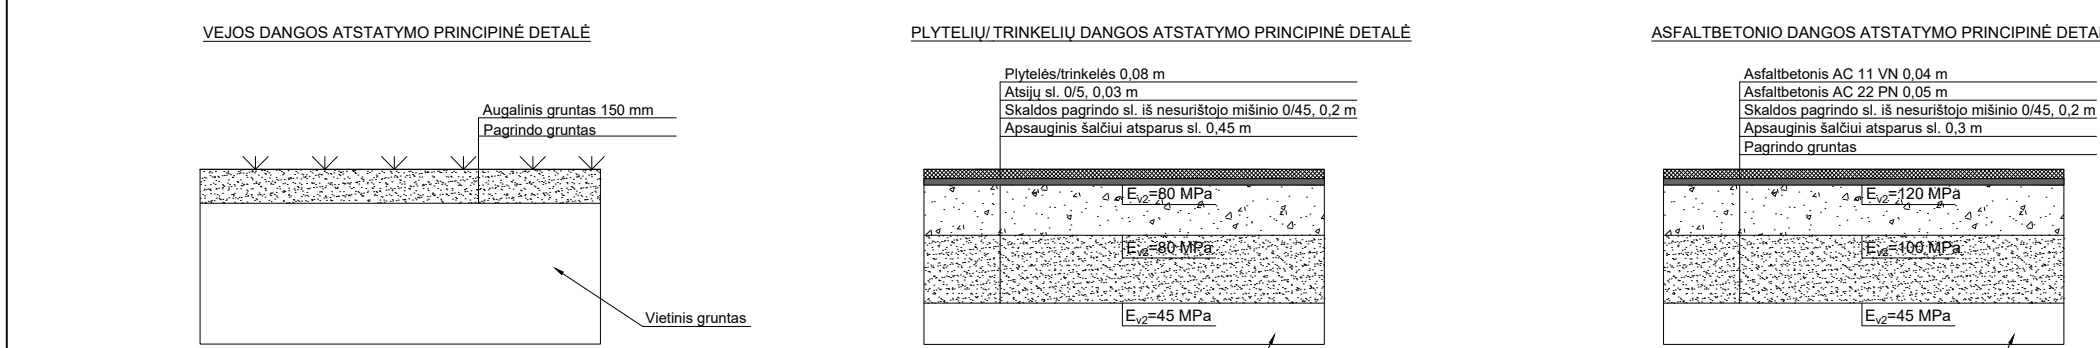 VEJOS DANGOS ATSTATYMO PRINCIPINĖ DETALĖ
Augalinis gruntas 150 mm
Pagrindo gruntas
Vietinis gruntas
PLYTELIŲ/ TRINKELIŲ DANGOS ATSTATYMO PRINCIPINĖ DETALĖ
Plytelės/trinkelės 0,08 m
Atsijų sl. 0/5, 0,03 m
Skaldos pagrindo sl. iš nesurištojo mišinio 0/45, 0,2 m
Apsauginis šalčiui atsparus sl. 0,45 m
Ev2=80 MPa
Ev2=80 MPa
Ev2=45 MPa
ASFALTBETONIO DANGOS ATSTATYMO PRINCIPINĖ
Asfaltbetonis AC 11 VN 0,04 m
Asfaltbetonis AC 22 PN 0,05 m
Skaldos pagrindo sl. iš nesurištojo mišinio 0/45, 0,2 m
Apsauginis šalčiui atsparus sl. 0,3 m
Pagrindo gruntas
Ev2=120 MPa
Ev2=100 MPa
Ev2=45 MPa